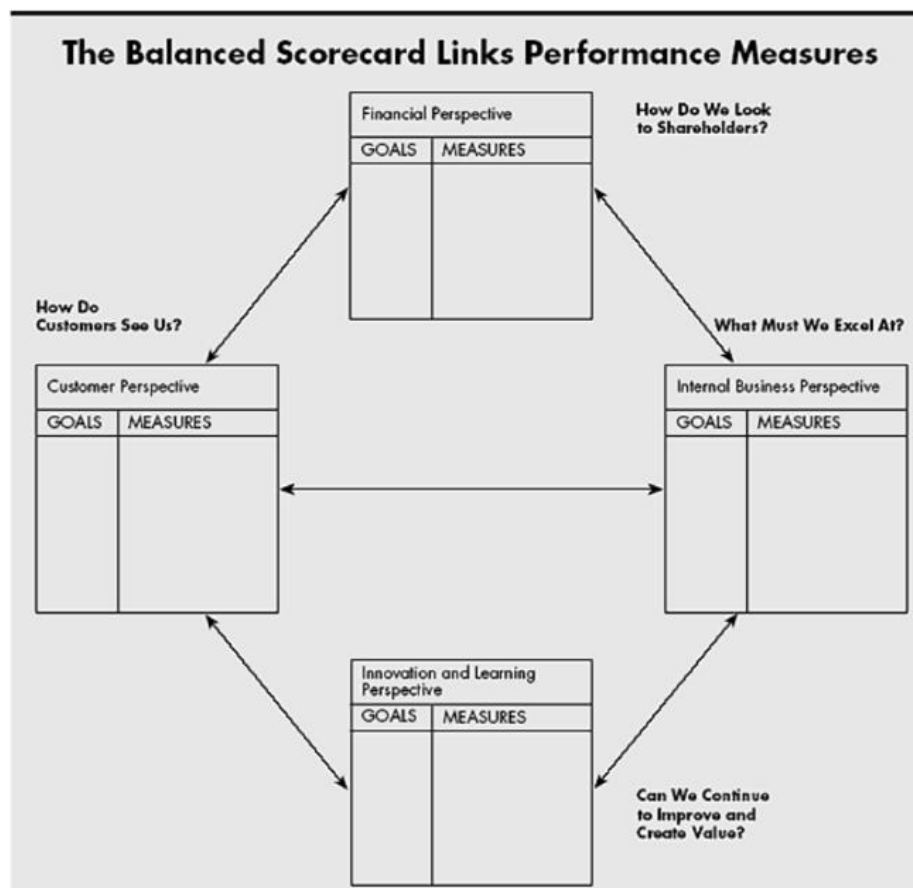 The Balanced Scorecard Links Performance Measures
Financial Perspective
GOALS MEASURES
How Do We Look
to Shareholders?
How Do
Customers See Us?
What Must We Excel At?
Customer Perspective
GOALS MEASURES
Internal Business Perspective
GOALS MEASURES
Innovation and Learning
Perspective
GOALS MEASURES
Can We Continue
to Improve and
Create Value?